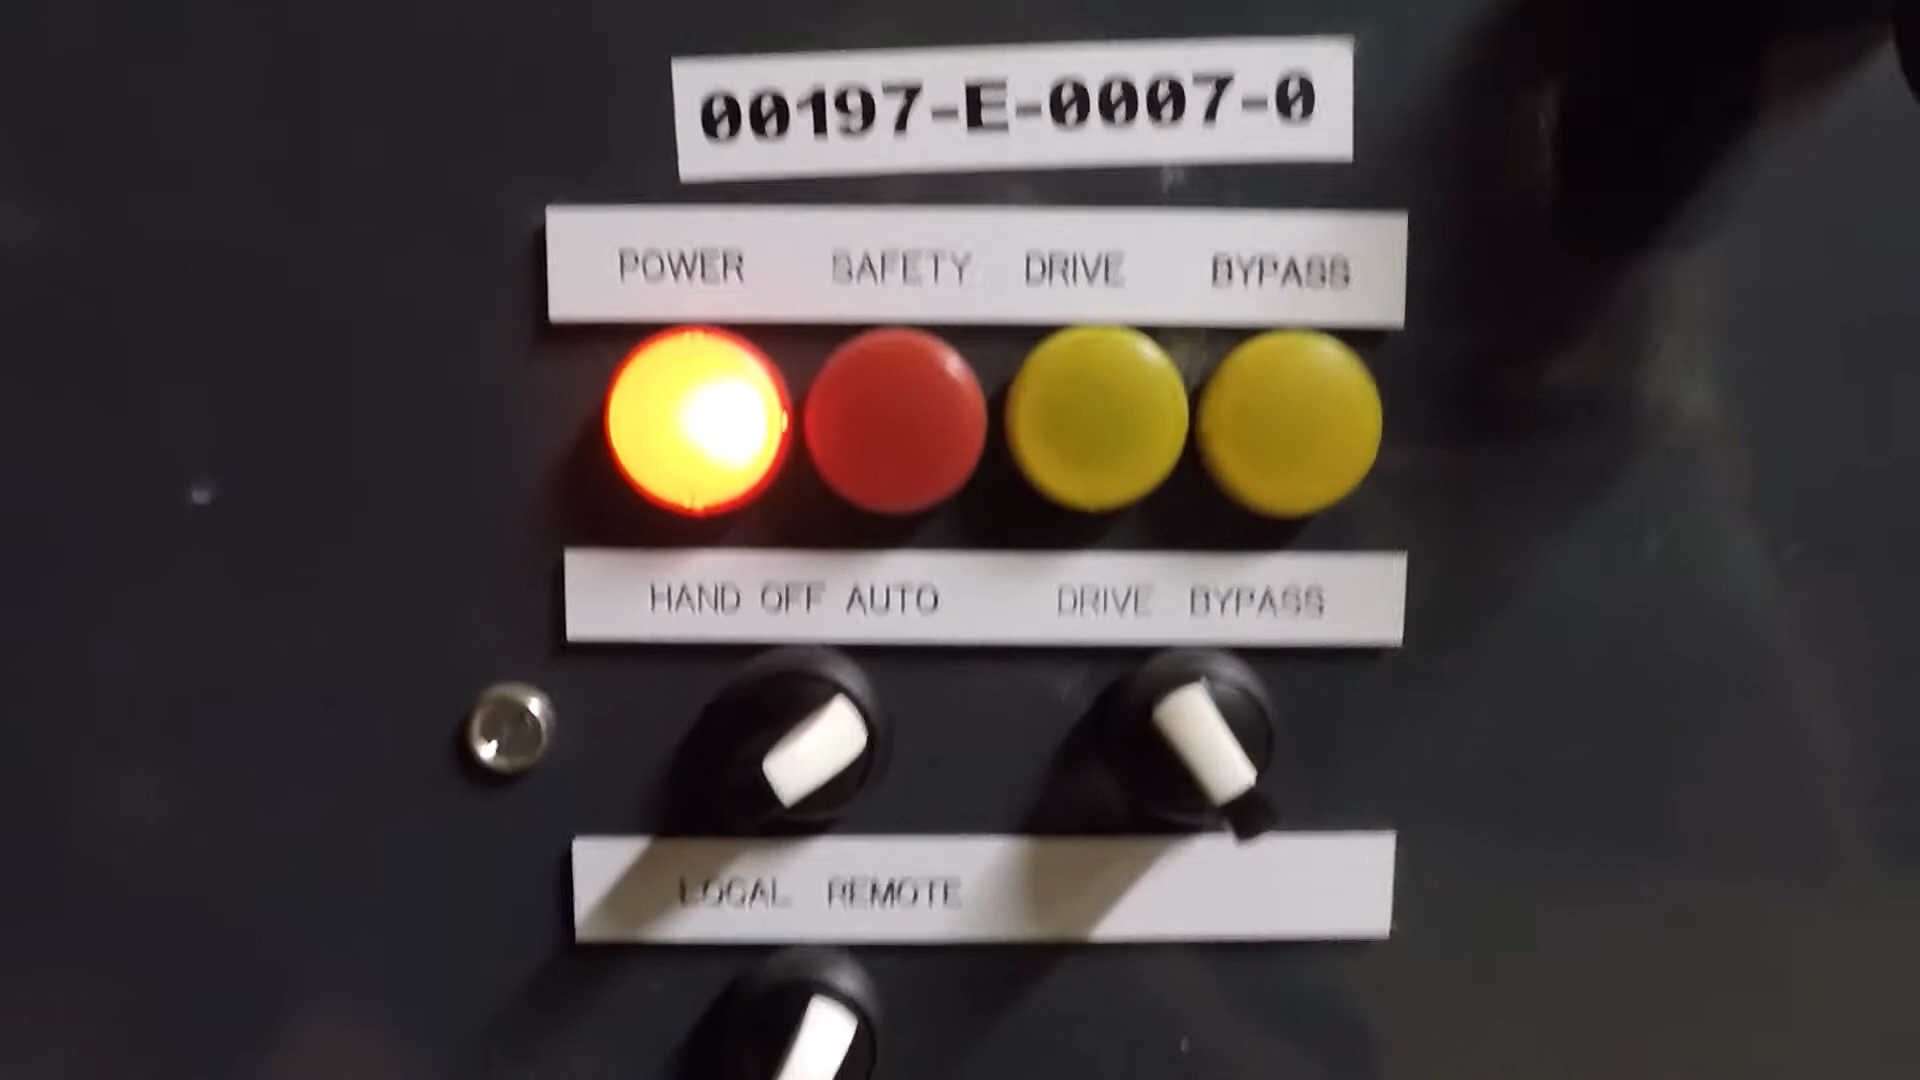 00197-E-0007-0
POWER SAFETY DRIVE BYPASS
HAND OFF AUTO DRIVE BYPASS
LOCAL REMOTE